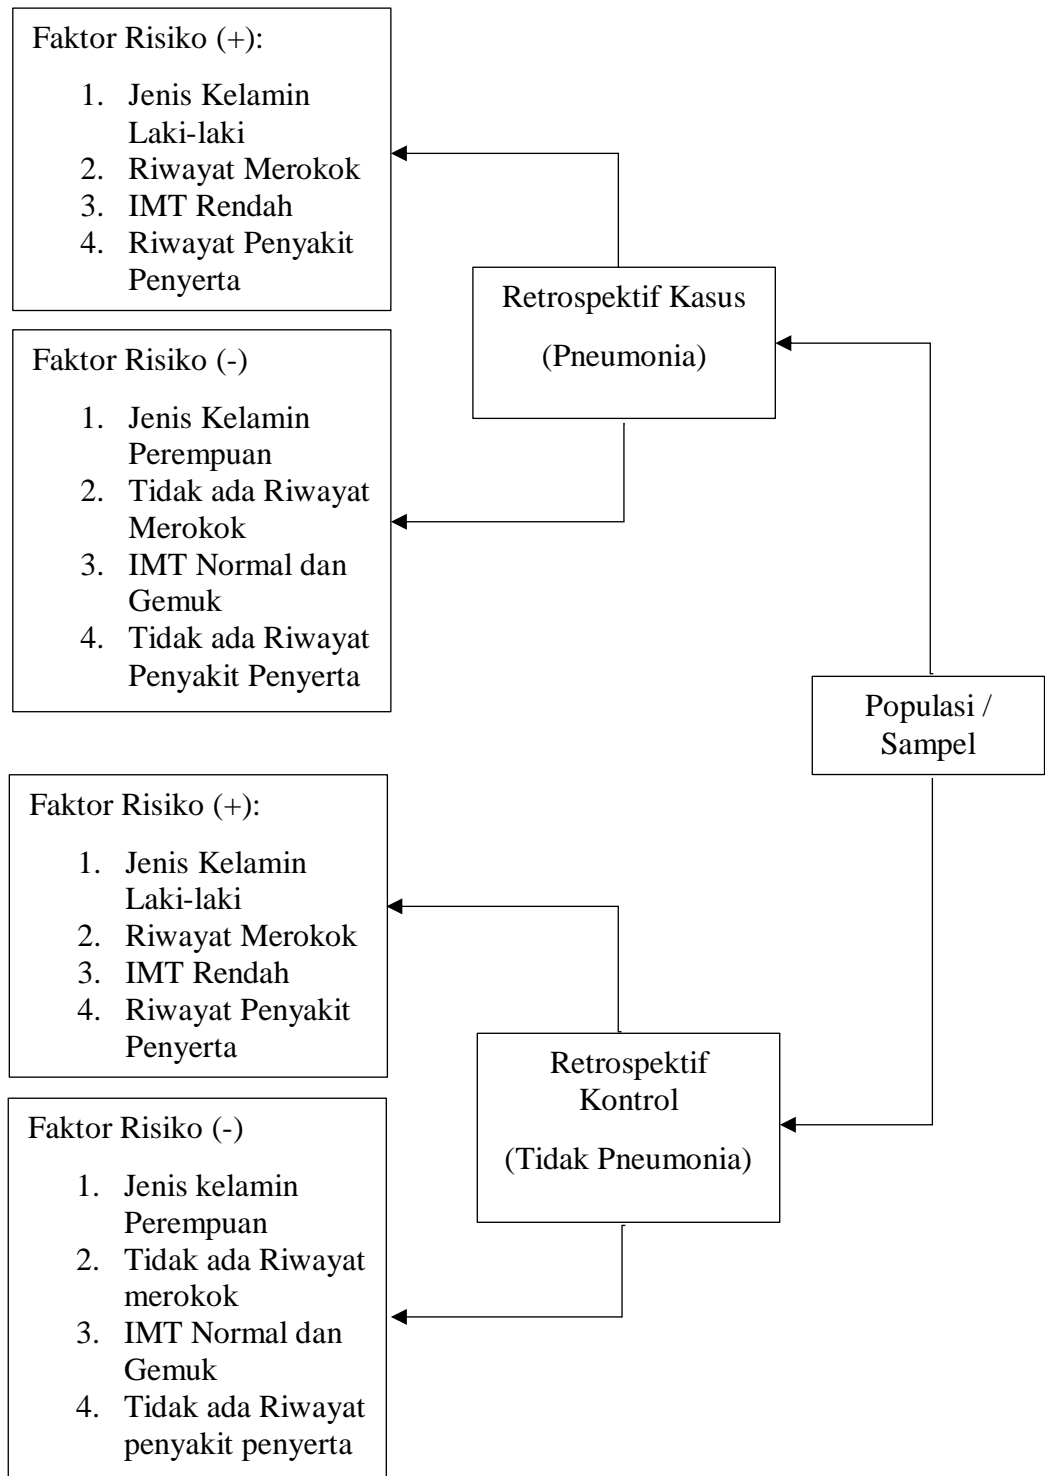 Faktor Risiko (+):
1. Jenis Kelamin
Laki-laki
2. Riwayat Merokok
3. IMT Rendah
4. Riwayat Penyakit
Penyerta
Retrospektif Kasus
(Pneumonia)
Faktor Risiko (-)
1. Jenis Kelamin
Perempuan
2. Tidak ada Riwayat
Merokok
3. IMT Normal dan
Gemuk
4. Tidak ada Riwayat
Penyakit Penyerta
Populasi /
Sampel
Faktor Risiko (+):
1. Jenis Kelamin
Laki-laki
2. Riwayat Merokok
3. IMT Rendah
4. Riwayat Penyakit
Penyerta
Retrospektif
Kontrol
(Tidak Pneumonia)
Faktor Risiko (-)
1. Jenis kelamin
Perempuan
2. Tidak ada Riwayat
merokok
3. IMT Normal dan
Gemuk
4. Tidak ada Riwayat
penyakit penyerta